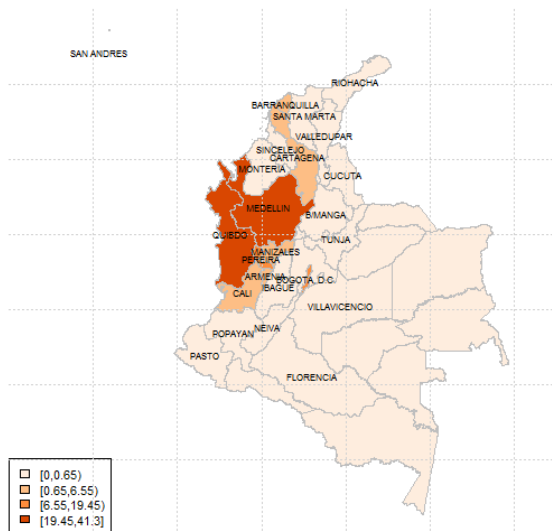 SAN ANDRES
RIOHACHA
BARRANQUILLA
SANTA MARTA
VALLEDUPAR
SINCELEJO
CARTAGENA
MONTERIA
CUCUTA
MEDELLIN
B/MANGA
QUIBDO
TUNJA
MANIZALES
PEREIRA
ARMENIA
BOGOTA, D.C.
IBAGUE
CALI
VILLAVICENCIO
NEIVA
POPAYAN
PASTO
FLORENCIA
[0,0.65)
[0.65,6.55)
[6.55,19.45)
[19.45,41.3]